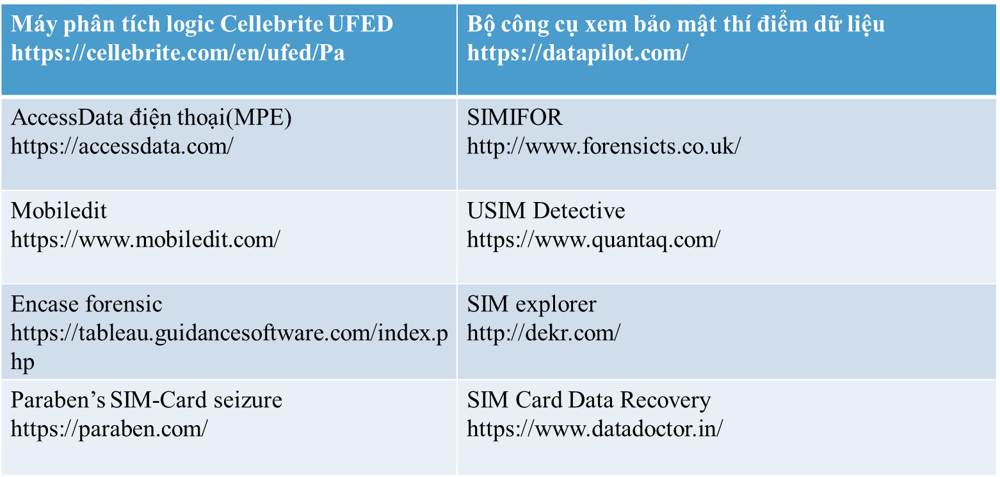 Máy phân tích logic Cellebrite UFED
https://cellebrite.com/en/ufed/Pa
Bộ công cụ xem bảo mật thí điểm dữ liệu
https://datapilot.com/
AccessData điện thoại(MPE)
https://accessdata.com/
SIMIFOR
http://www.forensicts.co.uk/
Mobiledit
https://www.mobiledit.com/
USIM Detective
https://www.quantaq.com/
Encase forensic
https://tableau.guidancesoftware.com/index.p
hp
SIM explorer
http://dekr.com/
Paraben’s SIM-Card seizure
https://paraben.com/
SIM Card Data Recovery
https://www.datadoctor.in/